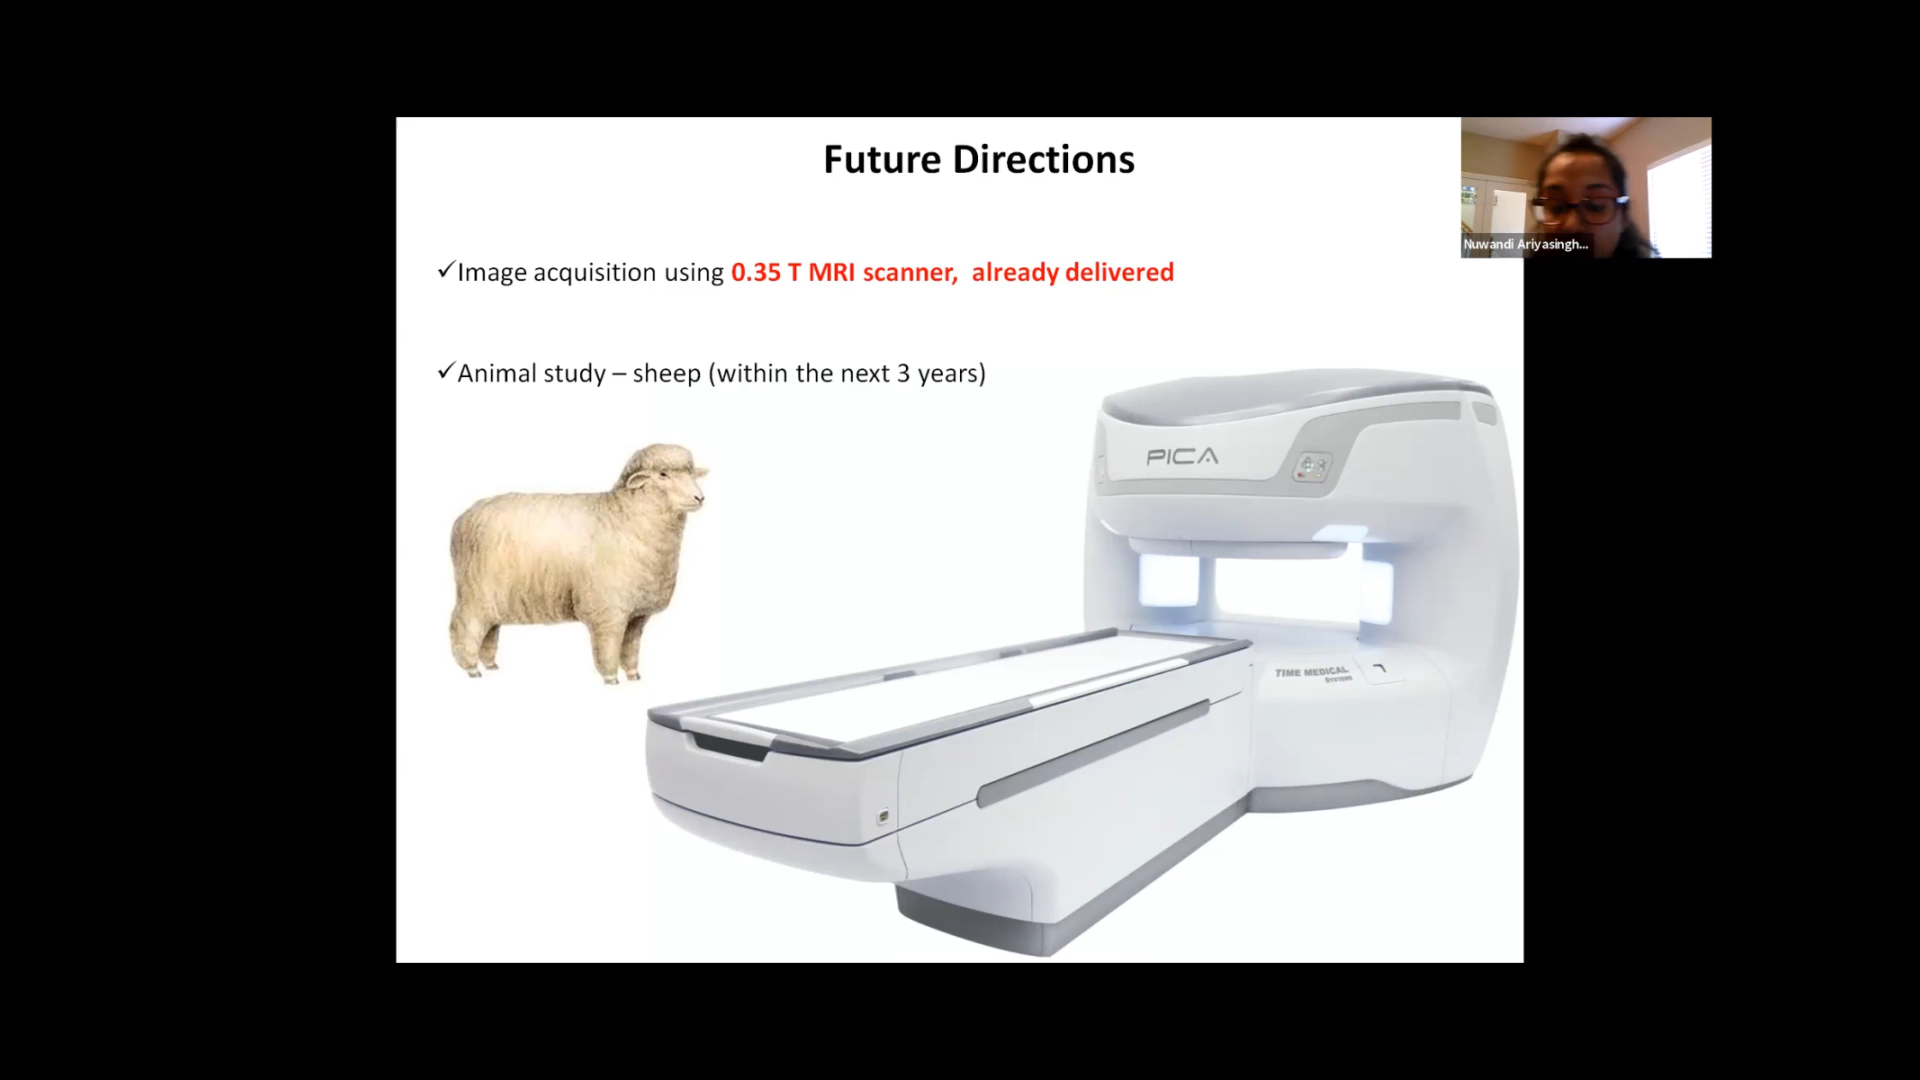 Future Directions
Nuwandi Ariyasingh...
✓Image acquisition using 0.35 T MRI scanner, already delivered
✓Animal study – sheep (within the next 3 years)
PICA
TIME MEDICAL
SYSTEMS